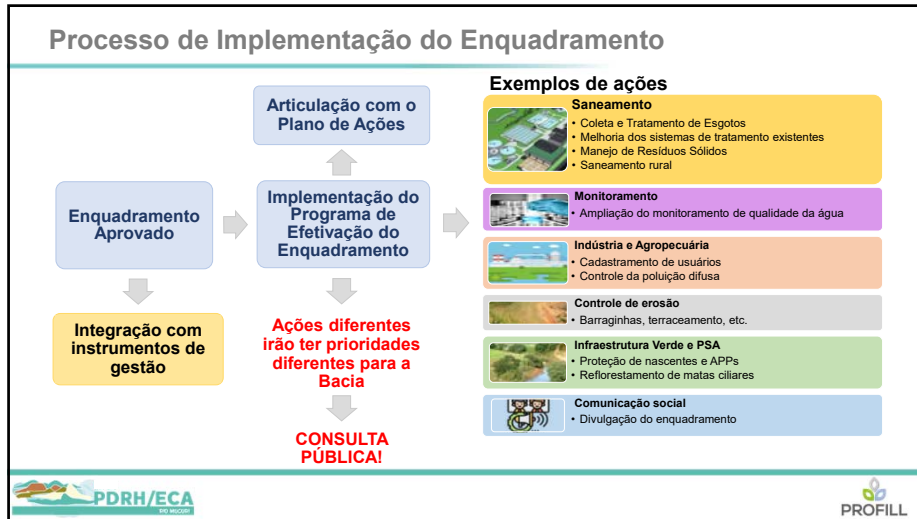 Processo de Implementação do Enquadramento
Articulação com o
Plano de Ações
Enquadramento
Aprovado
Implementação do
Programa de
Efetivação do
Enquadramento
Integração com
instrumentos de
gestão
Ações diferentes
irão ter prioridades
diferentes para a
Bacia
CONSULTA
PÚBLICA!
Exemplos de ações
Saneamento
• Coleta e Tratamento de Esgotos
• Melhoria dos sistemas de tratamento existentes
• Manejo de Resíduos Sólidos
• Saneamento rural
Monitoramento
• Ampliação do monitoramento de qualidade da água
Indústria e Agropecuária
• Cadastramento de usuários
• Controle da poluição difusa
Controle de erosão
• Barraginhas, terraceamento, etc.
Infraestrutura Verde e PSA
• Proteção de nascentes e APPs
• Reflorestamento de matas ciliares
Comunicação social
• Divulgação do enquadramento
PDRH/ECA
RIO MUCURI
PROFILL